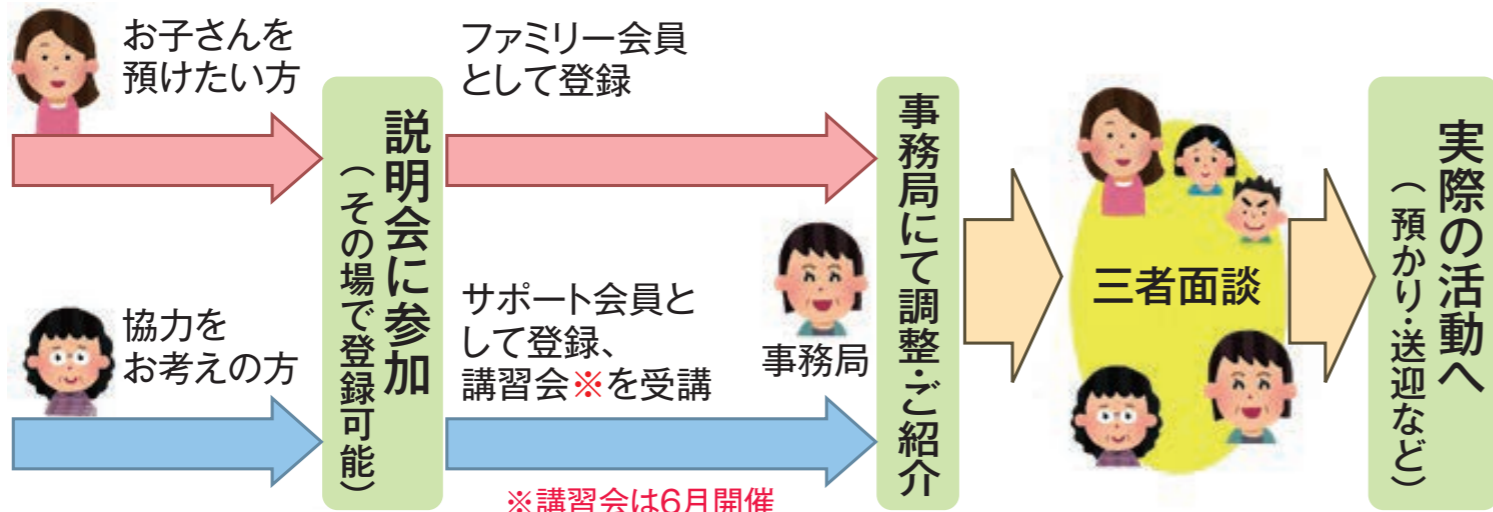 お子さんを
預けたい方
協力を
お考えの方
説明会に参加
(その場で登録可能)
ファミリー会員
として登録
サポート会員と
して登録、
講習会※を受講
※講習会は6月開催
事務局
事務局にて調整・ご紹介
三者面談
実際の活動へ
(預かり・送迎など)